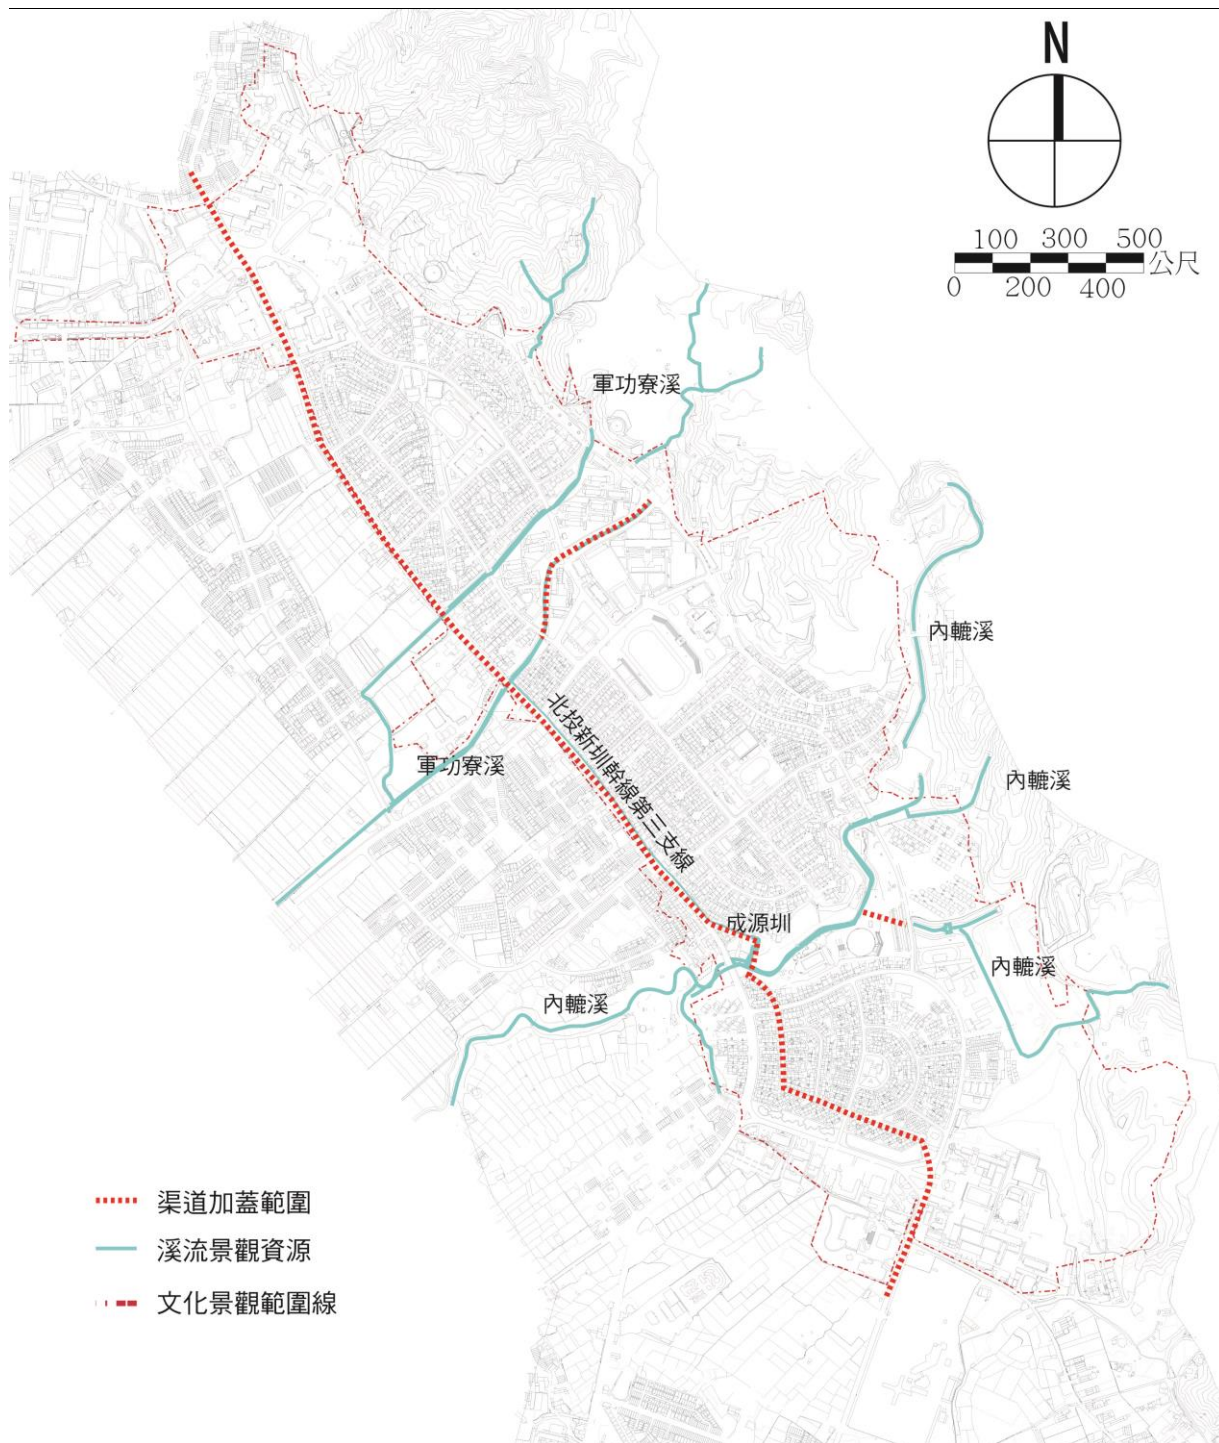 N
100 300 500
公尺
0 200 400
軍功寮溪
內轆溪
北投新圳幹線第三支線
軍功寮溪
內轆溪
成源圳
內轆溪
內轆溪
渠道加蓋範圍
溪流景觀資源
文化景觀範圍線